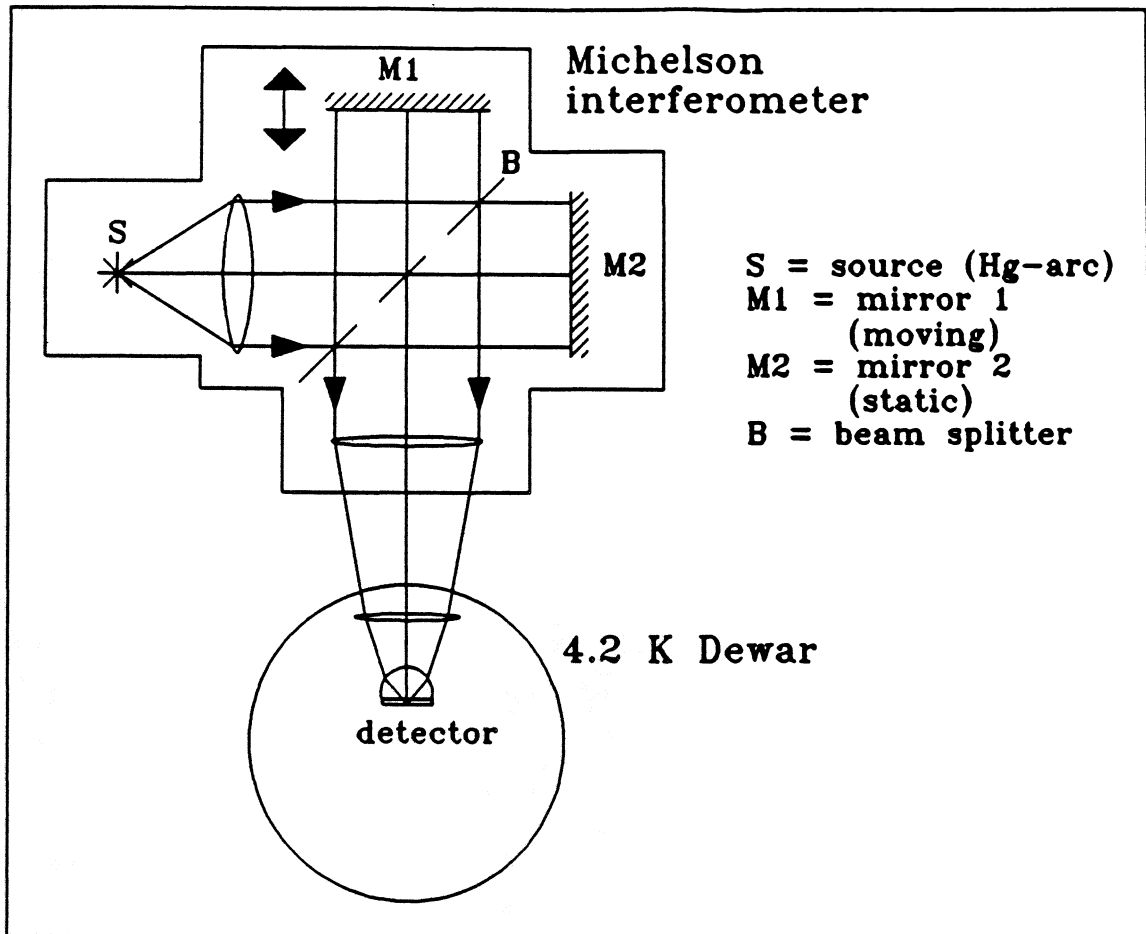 M1
Michelson
interferometer
B
S
M2
S = source (Hg-arc)
M1 = mirror 1
(moving)
M2 = mirror 2
(static)
B = beam splitter
4.2 K Dewar
detector